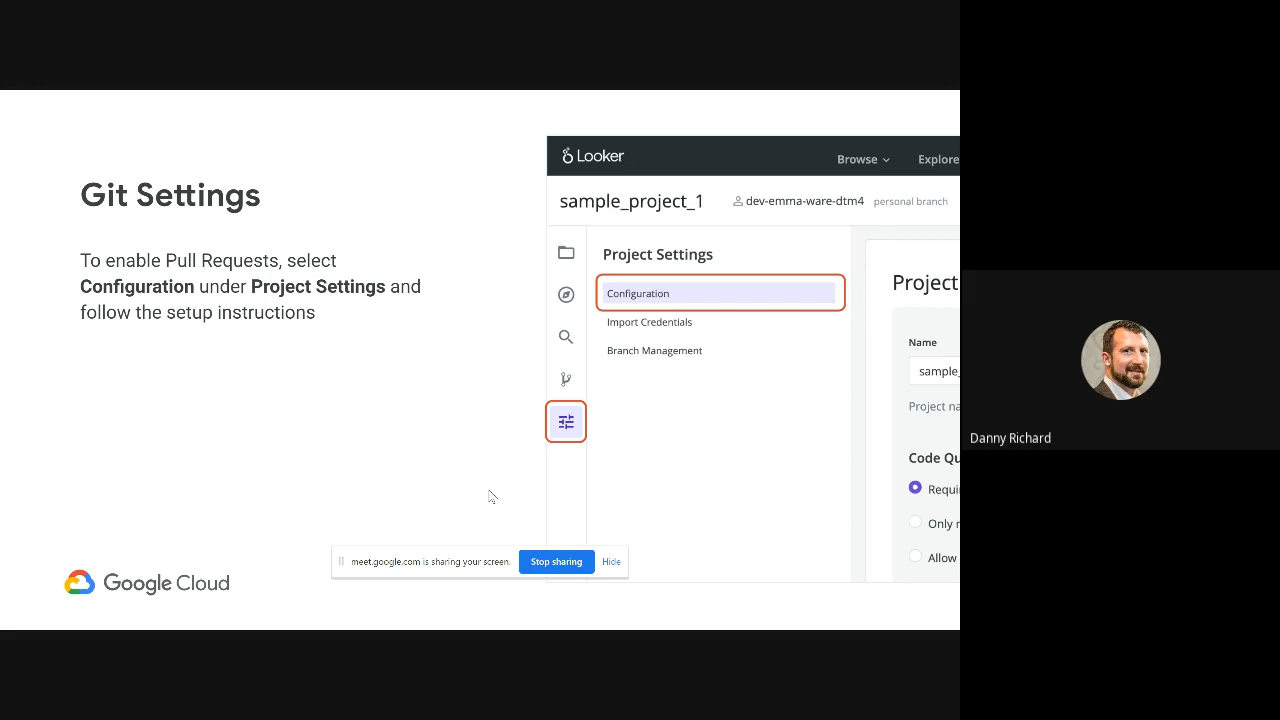 Git Settings
To enable Pull Requests, select
Configuration under Project Settings and
follow the setup instructions
Google Cloud
Looker
Browse
Explore
sample_project_1
dev-emma-ware-dtm4
personal branch
Project Settings
Configuration
Import Credentials
Branch Management
Project
Name
sample_
Project na
Code Qu
Requi
Only r
Allow
meet.google.com is sharing your screen.
Stop sharing
Hide
Danny Richard